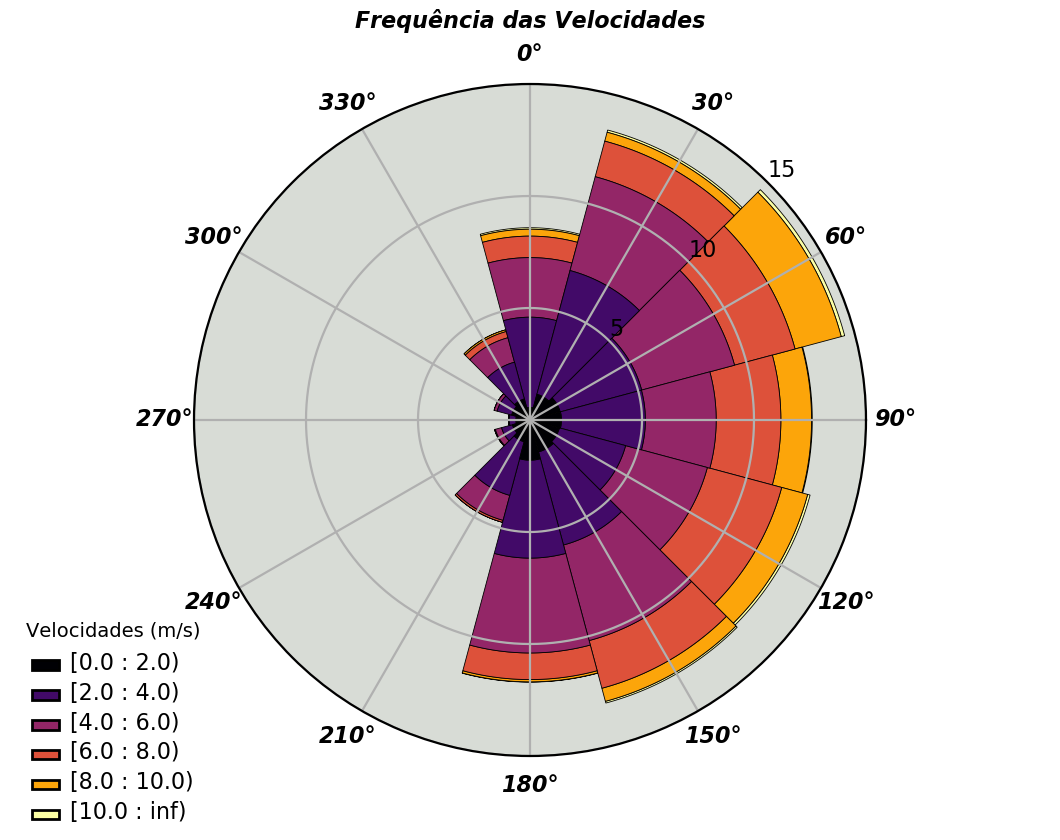 Frequência das Velocidades
0°
330°
30°
15
300°
60°
10
5
270°
90°
240°
120°
210°
150°
180°
Velocidades (m/s)
[0.0 : 2.0)
[2.0 : 4.0)
[4.0 : 6.0)
[6.0 : 8.0)
[8.0 : 10.0)
[10.0 : inf)